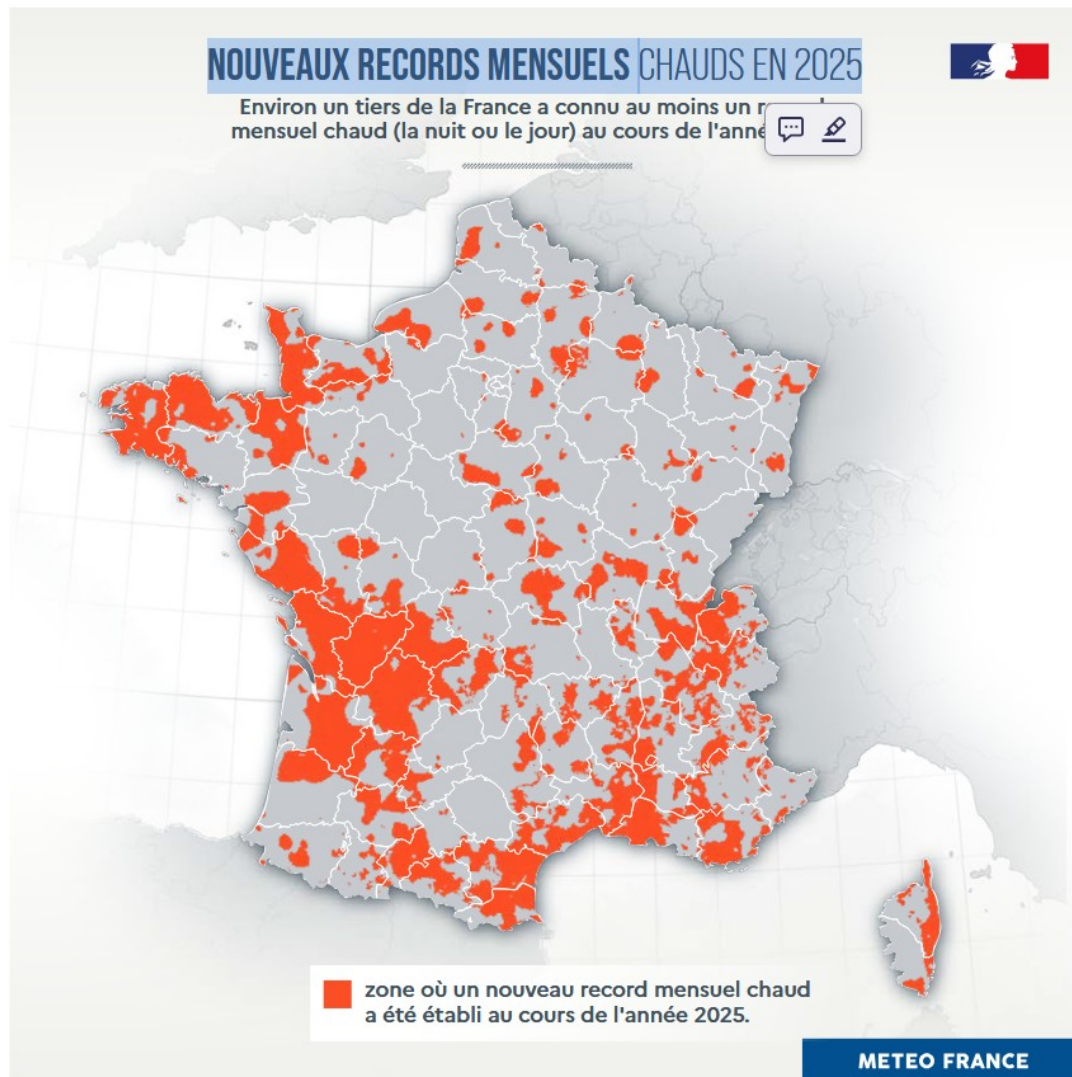 NOUVEAUX RECORDS MENSUELS CHAUDS EN 2025
Environ un tiers de la France a connu au moins un
mensuel chaud (la nuit ou le jour) au cours de l'anné
zone où un nouveau record mensuel chaud
a été établi au cours de l'année 2025.
METEO FRANCE